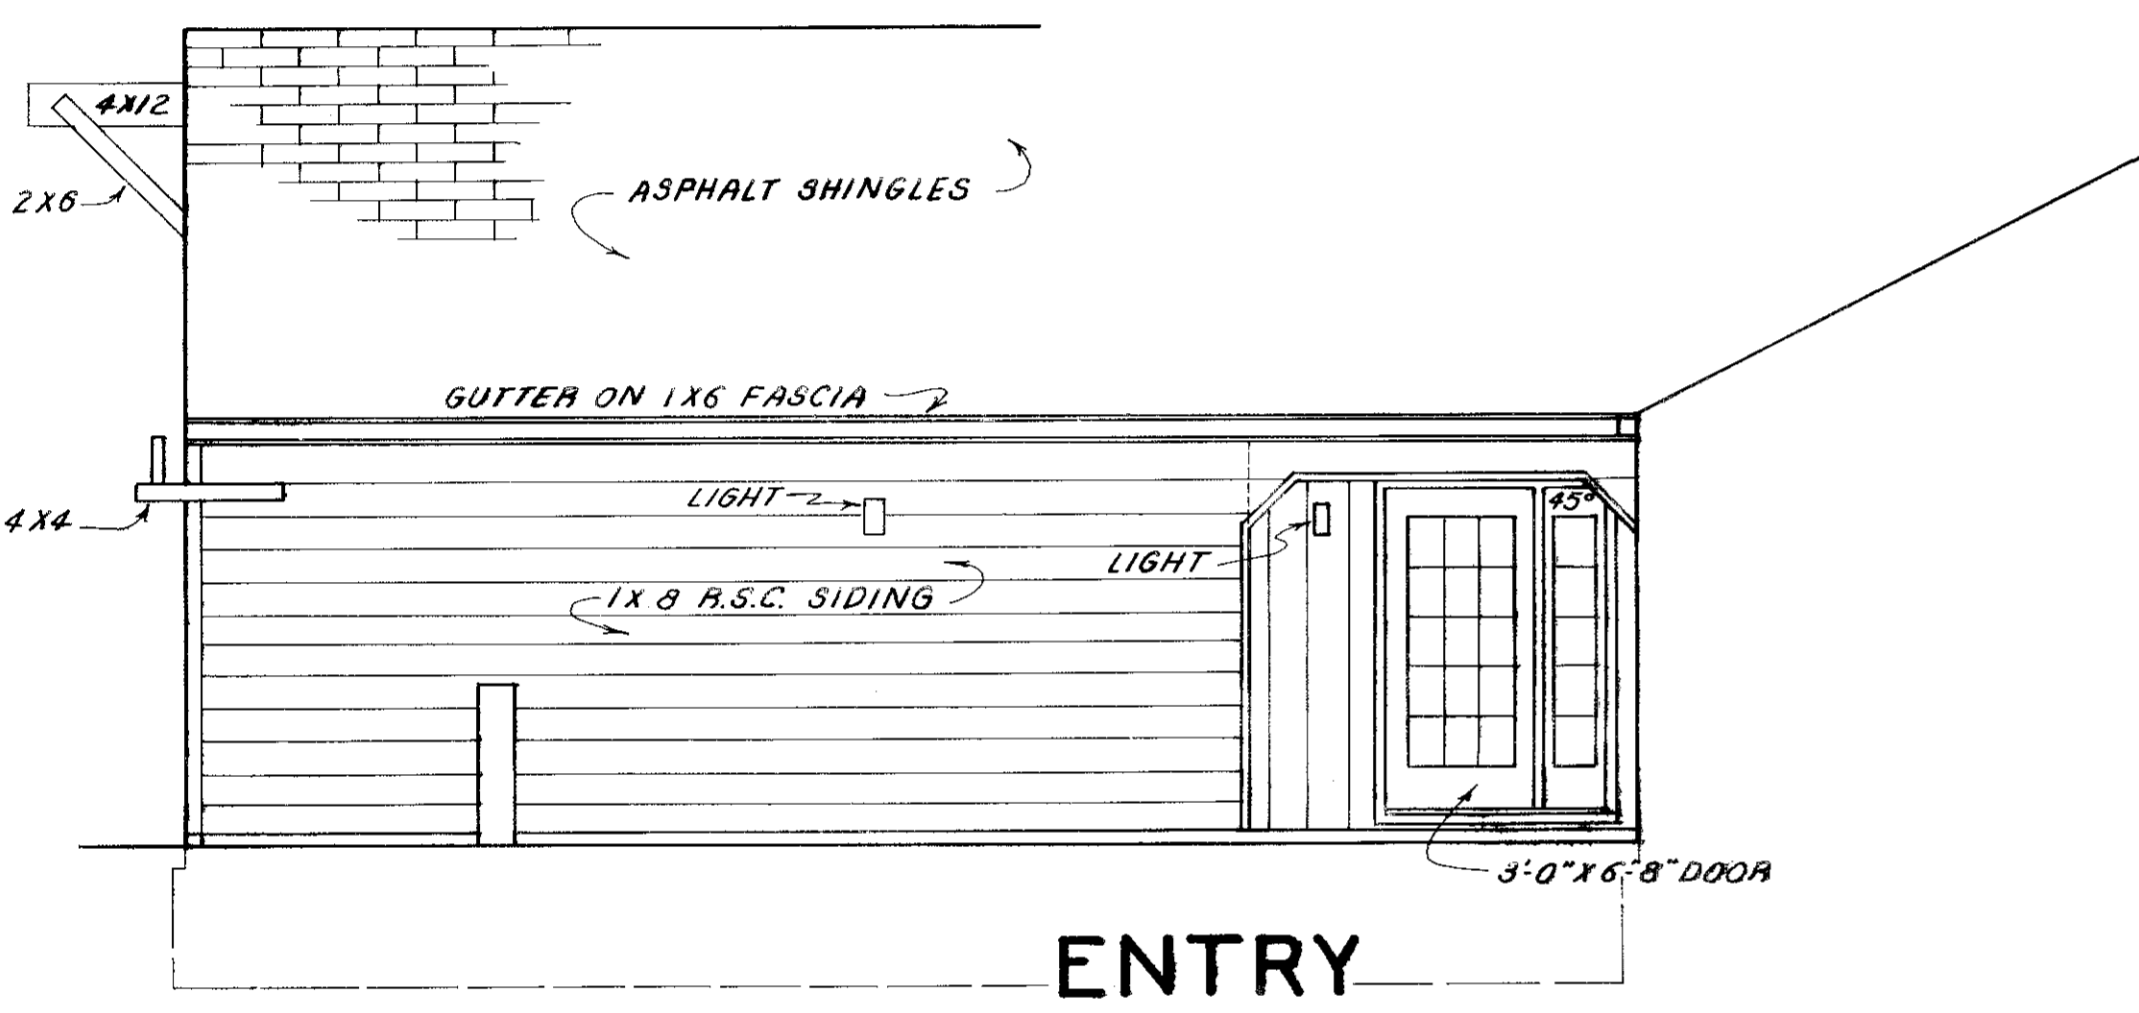 4X12
2X6
ASPHALT SHINGLES
GUTTER ON 1X6 FASCIA
LIGHT
45°
4X4
LIGHT
1X8 R.S.C. SIDING
3'-0" X 6'-8" DOOR
ENTRY